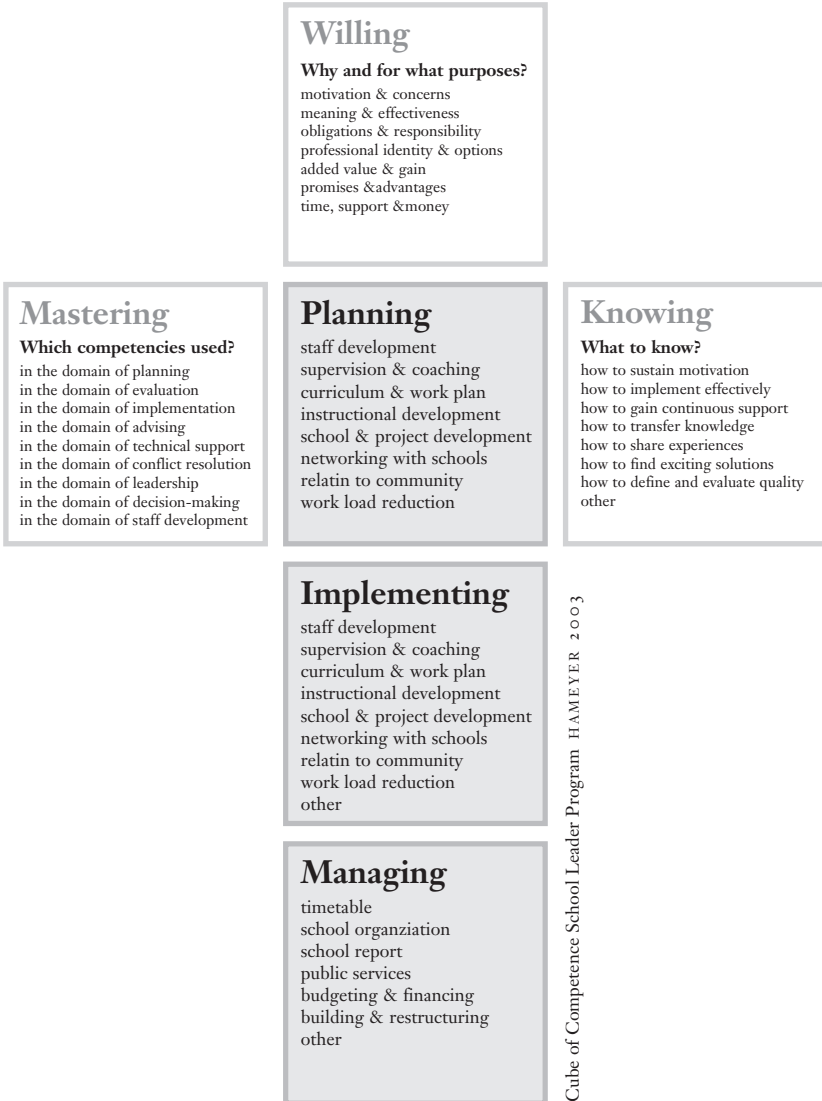 Willing
Why and for what purposes?
motivation & concerns
meaning & effectiveness
obligations & responsibility
professional identity & options
added value & gain
promises &advantages
time, support &money
Mastering
Which competencies used?
in the domain of planning
in the domain of evaluation
in the domain of implementation
in the domain of advising
in the domain of technical support
in the domain of conflict resolution
in the domain of leadership
in the domain of decision-making
in the domain of staff development
Planning
staff development
supervision & coaching
curriculum & work plan
instructional development
school & project development
networking with schools
relatin to community
work load reduction
Knowing
What to know?
how to sustain motivation
how to implement effectively
how to gain continuous support
how to transfer knowledge
how to share experiences
how to find exciting solutions
how to define and evaluate quality
other
Implementing
staff development
supervision & coaching
curriculum & work plan
instructional development
school & project development
networking with schools
relatin to community
work load reduction
other
Managing
timetable
school organziation
school report
public services
budgeting & financing
building & restructuring
other
Cube of Competence School Leader Program HAMEYER 2003